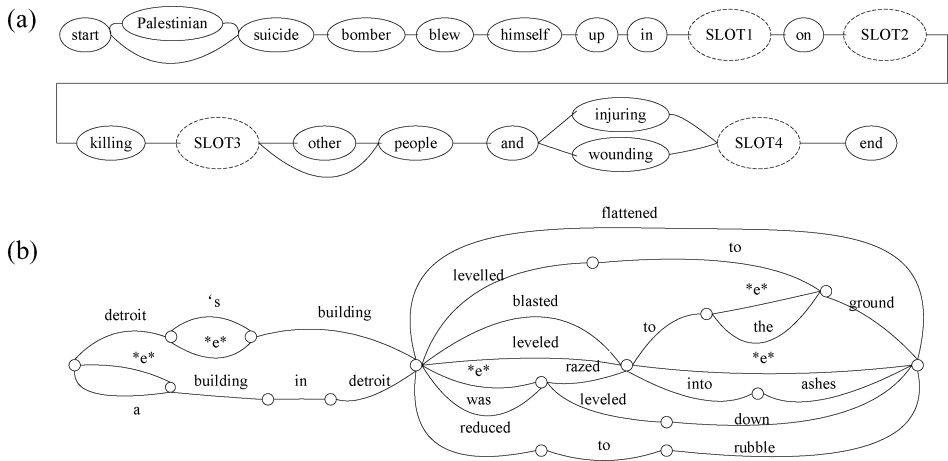 (a)
start Palestinian suicide bomber blew himself up in SLOT1 on SLOT2
killing SLOT3 other people and injuring wounding SLOT4 end
(b)
flattened
levelled to
detroit 's building blasted *e* ground
*e* to the
*e* leveled *e*
building in detroit *e* razed into ashes
a was leveled down
reduced to rubble